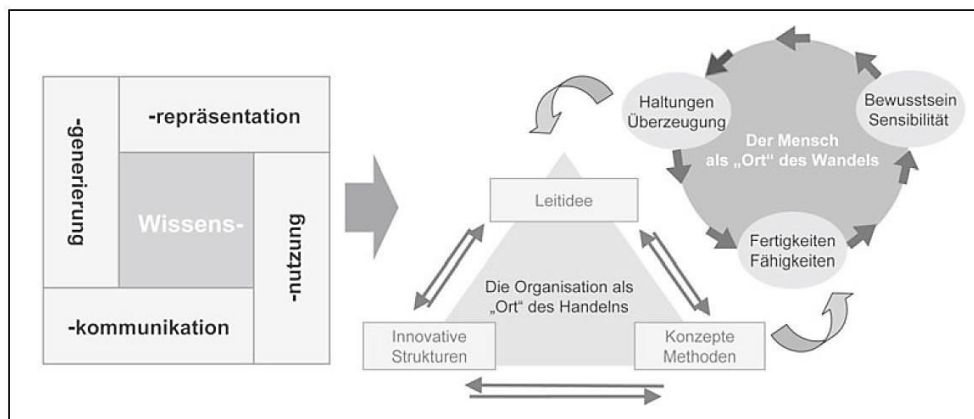 -generierung
-repräsentation
Wissens-
-nutzung
-kommunikation
Leitidee
Die Organisation als
„Ort“ des Handelns
Innovative
Strukturen
Konzepte
Methoden
Haltungen
Überzeugung
Bewusstsein
Sensibilität
Der Mensch
als „Ort“ des Wandels
Fertigkeiten
Fähigkeiten